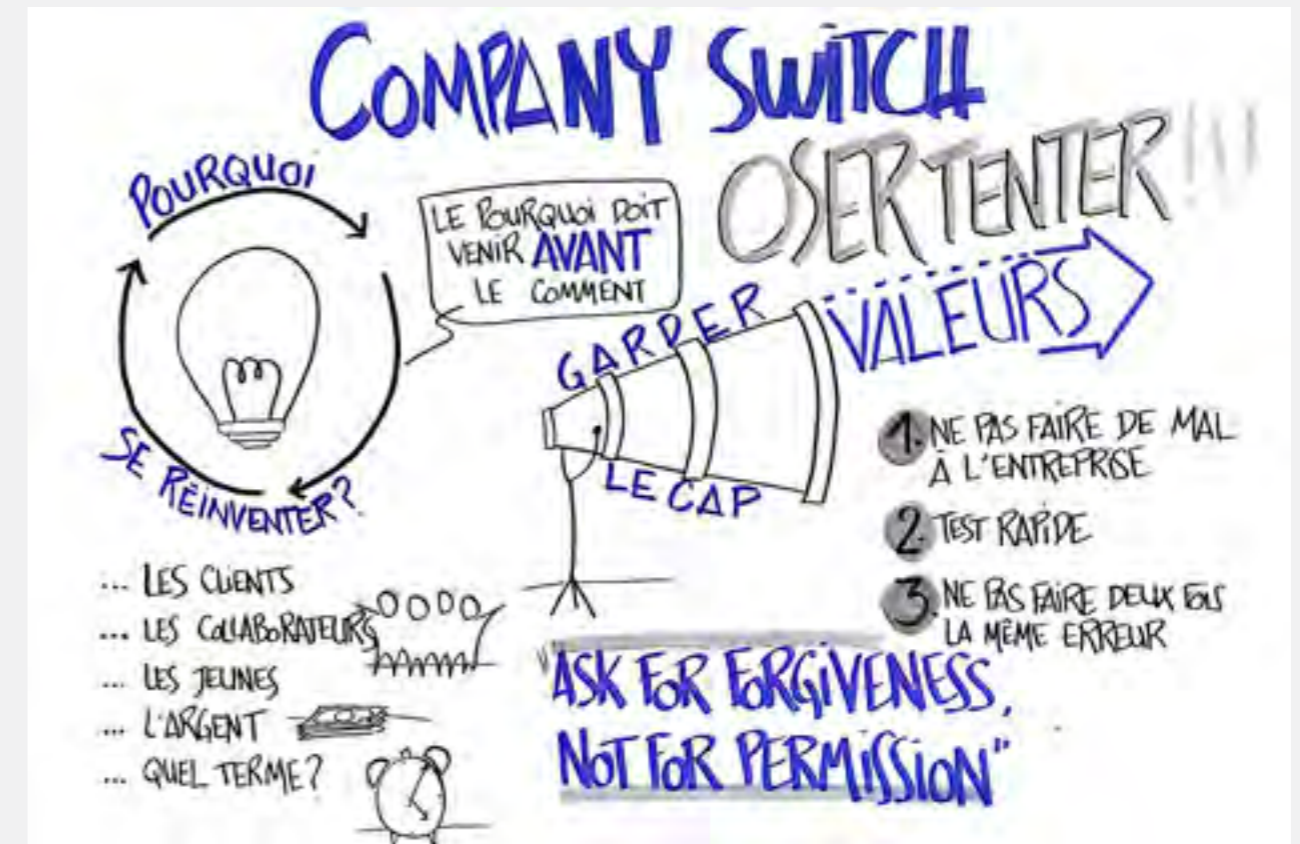 COMPANY SWITCH
OSER TENTER!!!
POURQUOI
SE RÉINVENTER?
LE POURQUOI DOIT
VENIR AVANT
LE COMMENT
GARDER
LE CAP
VALEURS
1. NE PAS FAIRE DE MAL
À L'ENTREPRISE
2. TEST RAPIDE
3. NE PAS FAIRE DEUX FOIS
LA MÊME ERREUR
... LES CLIENTS
... LES COLLABORATEURS
... LES JEUNES
... L'ARGENT
... QUEL TERME?
"ASK FOR FORGIVENESS,
NOT FOR PERMISSION"